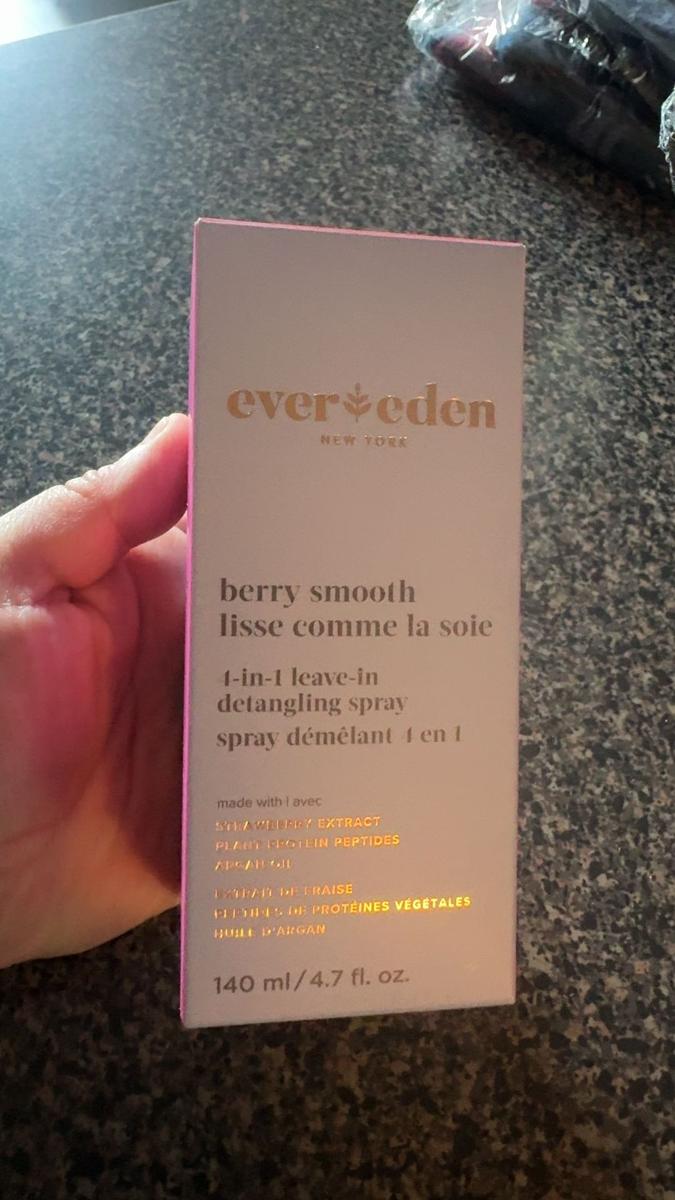 ever eden
NEW YORK
berry smooth
lisse comme la soie
4-in-1 leave-in
detangling spray
spray démêlant 4 en 1
made with | avec
STRAWBERRY EXTRACT
PLANT PROTEIN PEPTIDES
ARGAN OIL
EXTRAIT DE FRAISE
PEPTIDES DE PROTÉINES VÉGÉTALES
HUILE D'ARGAN
140 ml / 4.7 fl. oz.